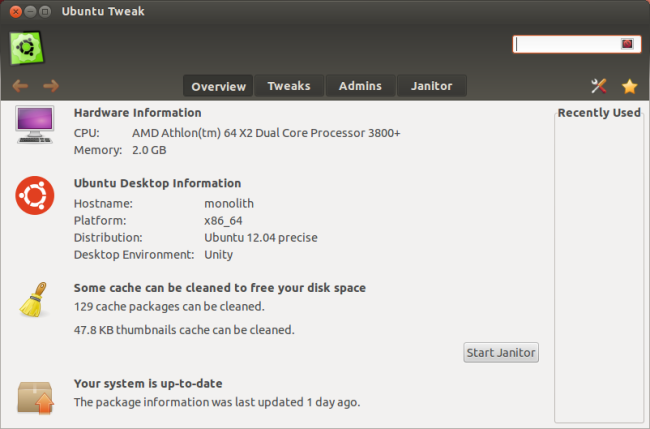 Ubuntu Tweak
Overview Tweaks Admins Janitor
Hardware Information
CPU: AMD Athlon(tm) 64 X2 Dual Core Processor 3800+
Memory: 2.0 GB
Ubuntu Desktop Information
Hostname: monolith
Platform: x86_64
Distribution: Ubuntu 12.04 precise
Desktop Environment: Unity
Some cache can be cleaned to free your disk space
129 cache packages can be cleaned.
47.8 KB thumbnails cache can be cleaned.
Start Janitor
Your system is up-to-date
The package information was last updated 1 day ago.
Recently Used